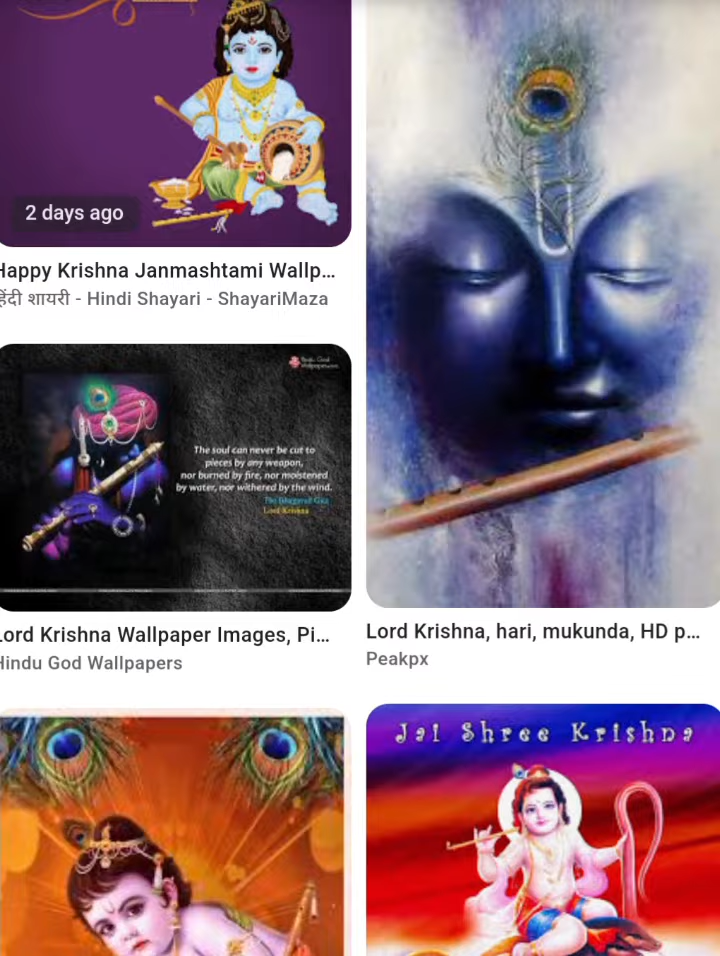 2 days ago
Happy Krishna Janmashtami Wallp...
हिंदी शायरी - Hindi Shayari - ShayariMaza
The soul can never be cut to
pieces by any weapon,
nor burned by fire, nor moistened
by water, nor withered by the wind.
The Bhagavad Gita
Lord Krishna
Lord Krishna Wallpaper Images, Pi...
Hindu God Wallpapers
Lord Krishna, hari, mukunda, HD p...
Peakpx
Jai Shree Krishna